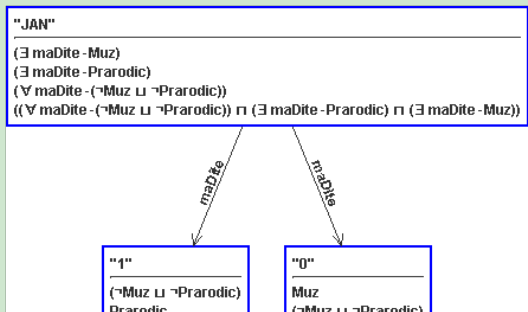 "JAN"
(∃ maDite-Muz)
(∃ maDite-Prarodic)
(∀ maDite-(¬Muz ⊔ ¬Prarodic))
((∀ maDite-(¬Muz ⊔ ¬Prarodic)) ⊓ (∃ maDite-Prarodic) ⊓ (∃ maDite-Muz))
maDite
maDite
"1"
(¬Muz ⊔ ¬Prarodic)
Prarodic
"0"
Muz
(¬Muz ⊔ ¬Prarodic)